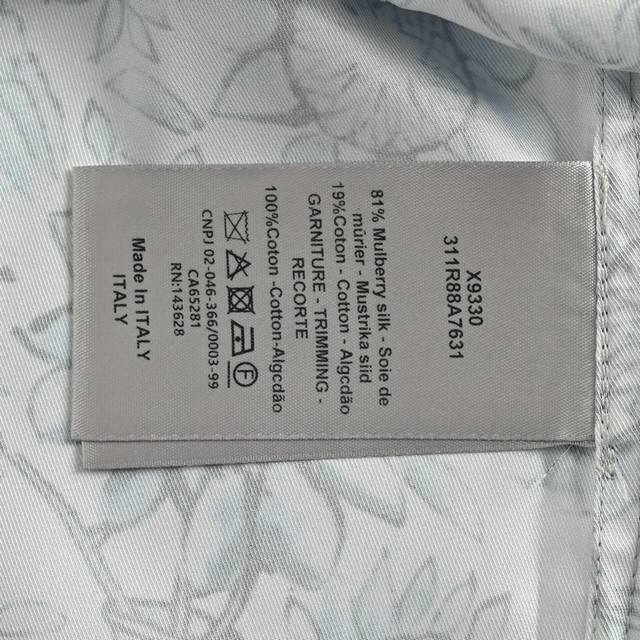 X9330
311R88A7631
81% Mulberry silk - Soie de
mûrier - Mustrika siid
19%Coton - Cotton - Algcdão
GARNITURE - TRIMMING -
RECORTE
100%Coton -Cotton-Algcdão
F
CNPJ 02-046-366/0003-99
CA65281
RN:143628
Made In ITALY
ITALY